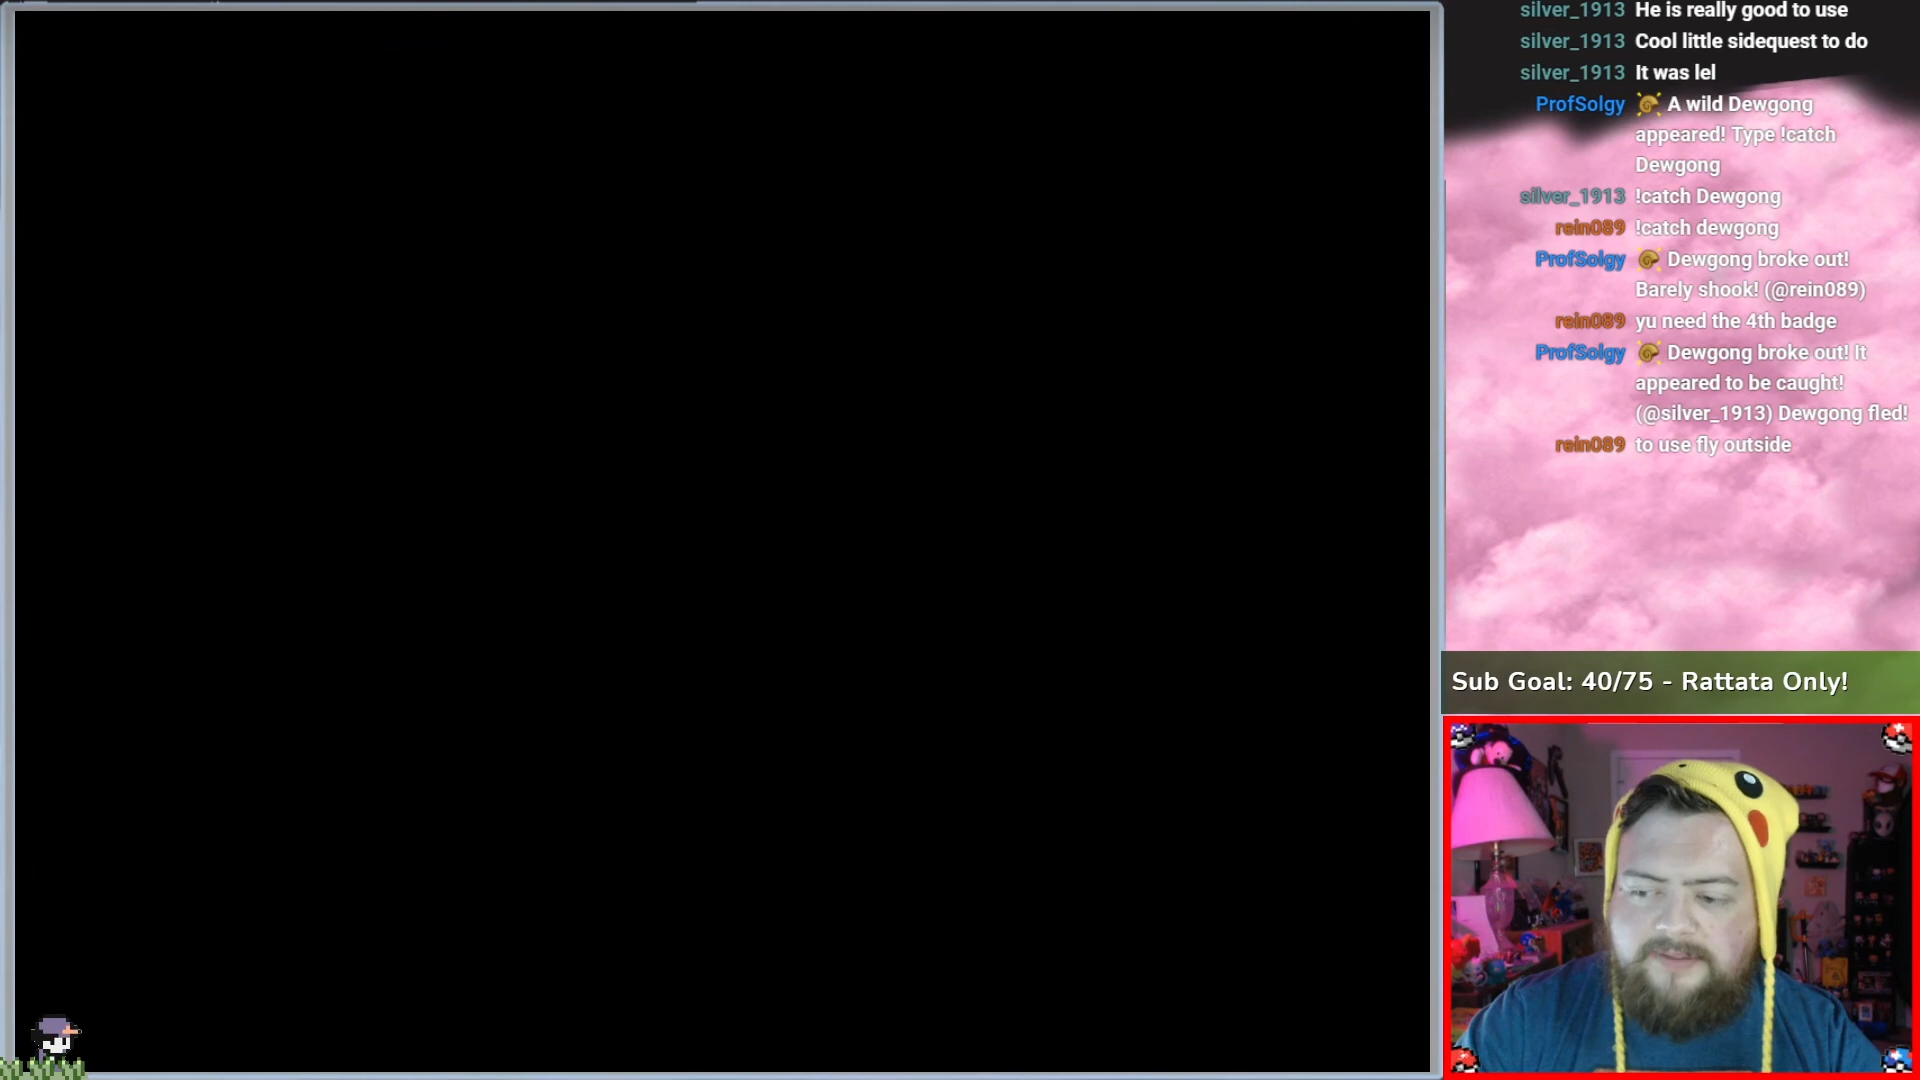 silver_1913 He is really good to use
silver_1913 Cool little sidequest to do
silver_1913 It was lel
ProfSolgy A wild Dewgong
appeared! Type !catch
Dewgong
silver_1913 !catch Dewgong
rein089 !catch dewgong
ProfSolgy Dewgong broke out!
Barely shook! (@rein089)
rein089 yu need the 4th badge
ProfSolgy Dewgong broke out! It
appeared to be caught!
(@silver_1913) Dewgong fled!
rein089 to use fly outside
Sub Goal: 40/75 - Rattata Only!